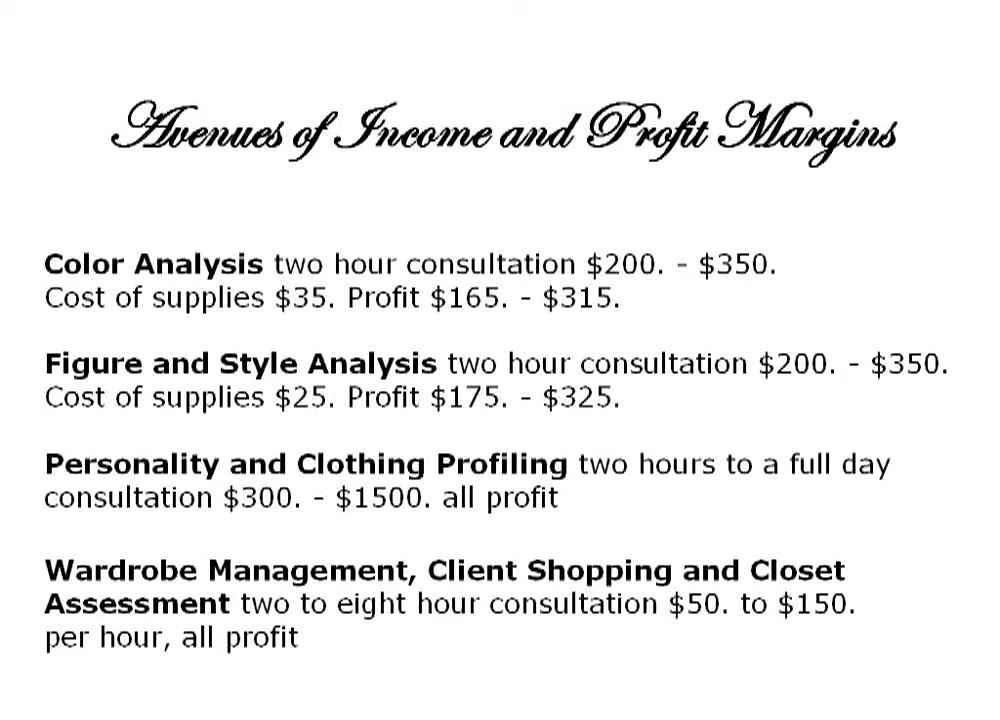 Avenues of Income and Profit Margins
Color Analysis two hour consultation $200. - $350.
Cost of supplies $35. Profit $165. - $315.
Figure and Style Analysis two hour consultation $200. - $350.
Cost of supplies $25. Profit $175. - $325.
Personality and Clothing Profiling two hours to a full day
consultation $300. - $1500. all profit
Wardrobe Management, Client Shopping and Closet
Assessment two to eight hour consultation $50. to $150.
per hour, all profit